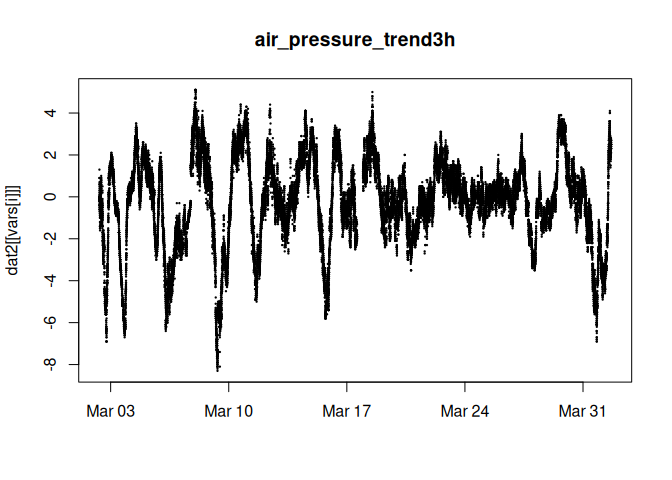 air_pressure_trend3h
dat2[[vars[i]]]
4
2
0
-2
-4
-6
-8
Mar 03
Mar 10
Mar 17
Mar 24
Mar 31